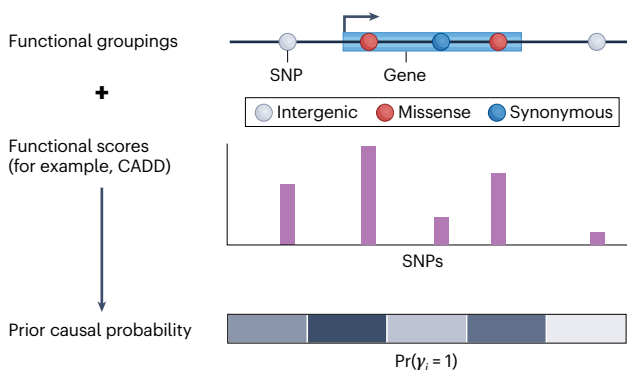 Functional groupings
SNP
Gene
+
Intergenic
Missense
Synonymous
Functional scores
(for example, CADD)
SNPs
Prior causal probability
Pr(γi = 1)